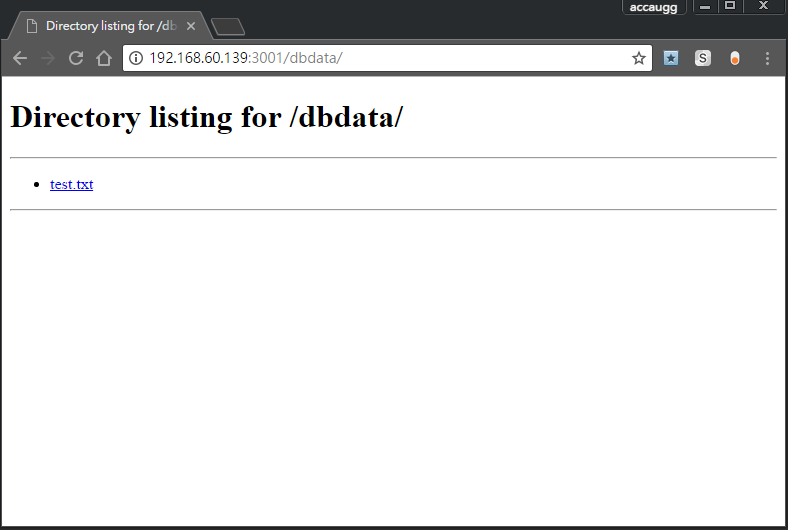 accaugg
Directory listing for /db
192.168.60.139:3001/dbdata/
S
Directory listing for /dbdata/
test.txt